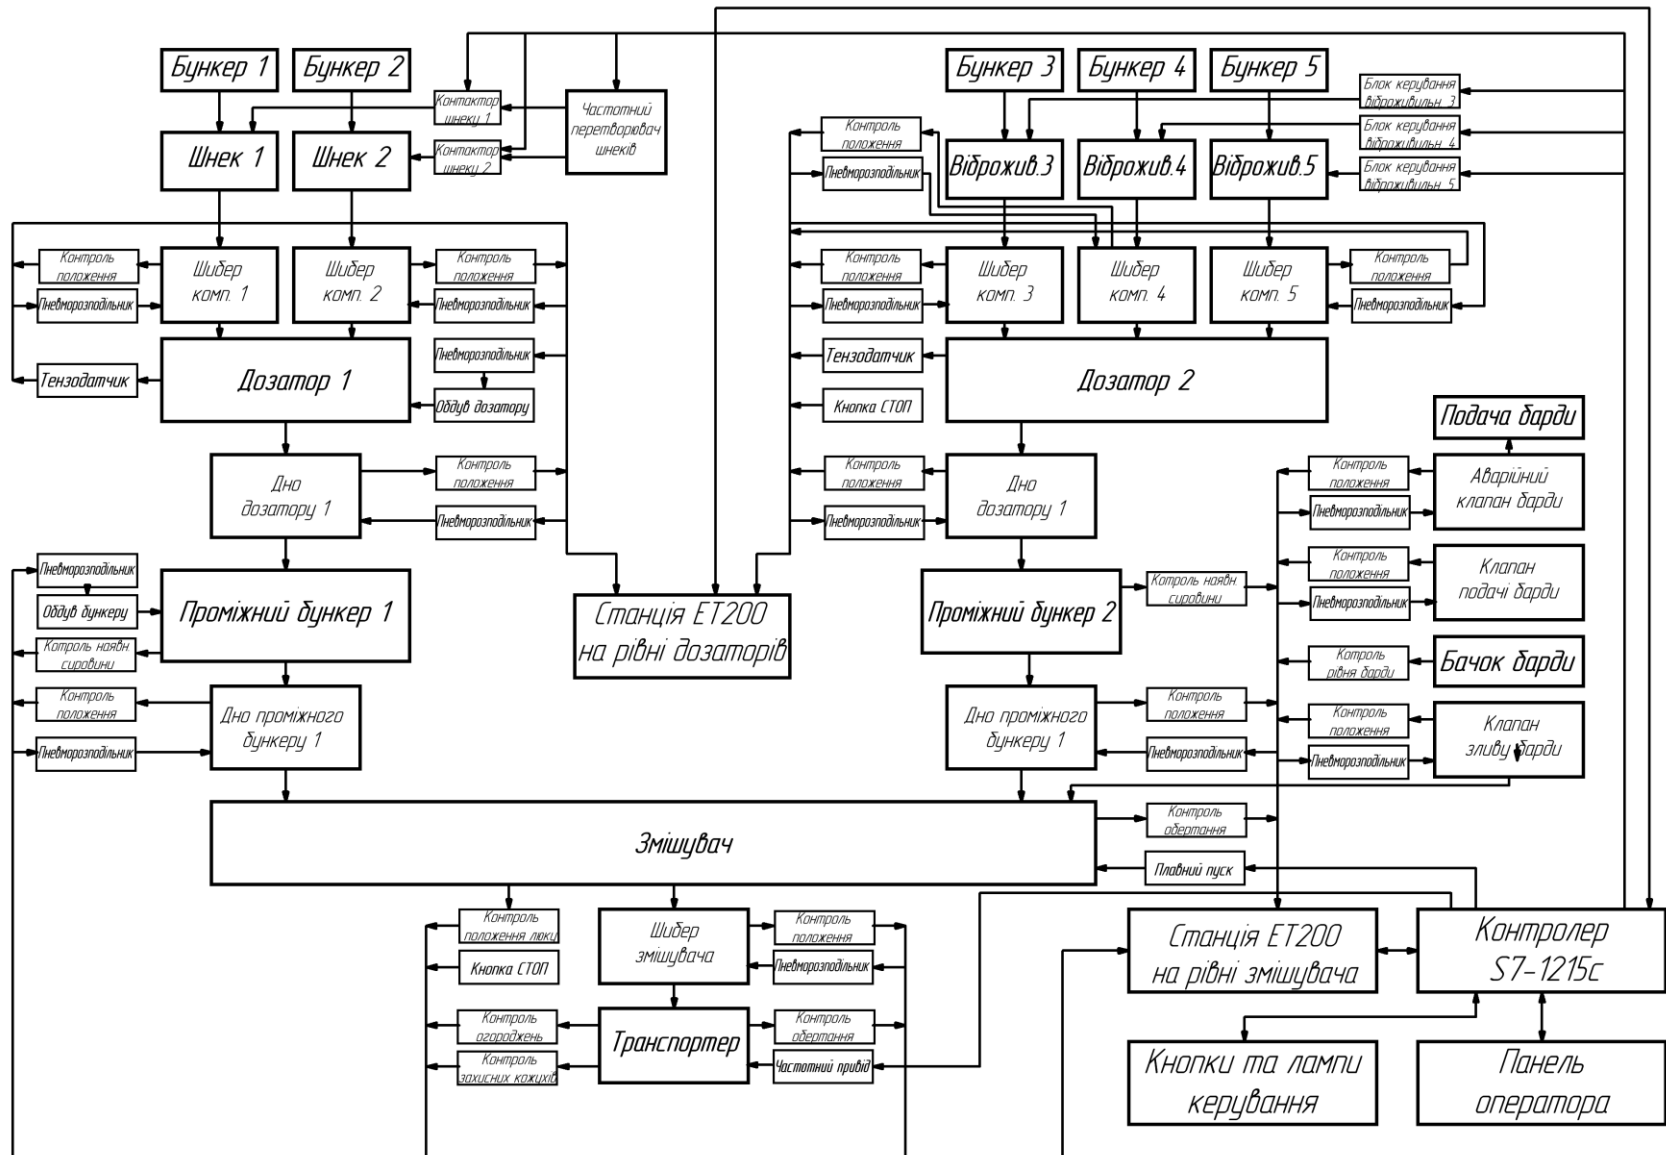 Бункер 1
Бункер 2
Бункер 3
Бункер 4
Бункер 5
Контактор
шнеку 1
Частотний
перетворювач
шнеків
Блок керування
віброживильн. 3
Контроль
положення
Блок керування
віброживильн. 4
Шнек 1
Шнек 2
Контактор
шнеку 2
Пневморозподільник
Віброжив.3
Віброжив.4
Віброжив.5
Блок керування
віброживильн. 5
Контроль
положення
Шибер
комп. 1
Шибер
комп. 2
Контроль
положення
Контроль
положення
Шибер
комп. 3
Шибер
комп. 4
Шибер
комп. 5
Контроль
положення
Пневморозподільник
Пневморозподільник
Пневморозподільник
Пневморозподільник
Тензодатчик
Дозатор 1
Пневморозподільник
Обдув дозатору
Тензодатчик
Дозатор 2
Кнопка СТОП
Подача барди
Дно
дозатору 1
Контроль
положення
Пневморозподільник
Контроль
положення
Пневморозподільник
Дно
дозатору 1
Контроль
положення
Пневморозподільник
Аварійний
клапан барди
Пневморозподільник
Обдув бункеру
Котроль наявн.
сировини
Проміжний бункер 1
Станція ЕТ200
на рівні дозаторів
Проміжний бункер 2
Котроль наявн.
сировини
Контроль
положення
Пневморозподільник
Клапан
подачі барди
Котроль
рівня барди
Бачок барди
Контроль
положення
Пневморозподільник
Дно проміжного
бункеру 1
Дно проміжного
бункеру 1
Контроль
положення
Пневморозподільник
Контроль
положення
Пневморозподільник
Клапан
зливу барди
Змішувач
Контроль
обертання
Плавний пуск
Контроль
положення люку
Кнопка СТОП
Шибер
змішувача
Контроль
положення
Пневморозподільник
Станція ЕТ200
на рівні змішувача
Контролер
S7-1215c
Контроль
огороджень
Контроль
захисних кожухів
Транспортер
Контроль
обертання
Частотний привід
Кнопки та лампи
керування
Панель
оператора